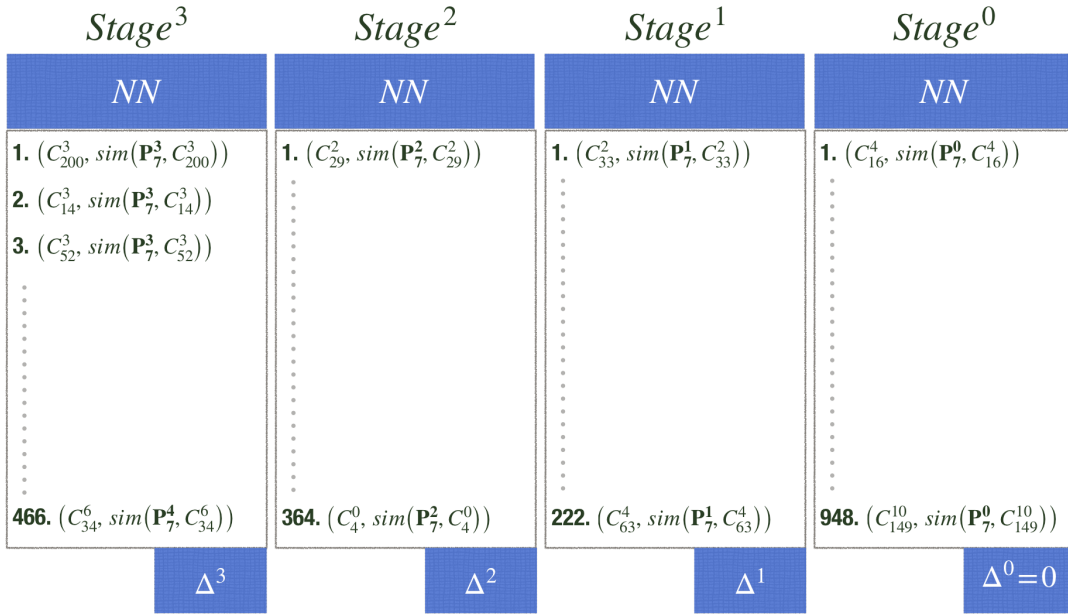 Stage³
NN
1. (C³₂₀₀, sim(P³₇, C³₂₀₀))
2. (C³₁₄, sim(P³₇, C³₁₄))
3. (C³₅₂, sim(P³₇, C³₅₂))
466. (C⁶₃₄, sim(P⁴₇, C⁶₃₄))
Δ³
Stage²
NN
1. (C²₂₉, sim(P²₇, C²₂₉))
364. (C⁰₄, sim(P²₇, C⁰₄))
Δ²
Stage¹
NN
1. (C²₃₃, sim(P¹₇, C²₃₃))
222. (C⁴₆₃, sim(P¹₇, C⁴₆₃))
Δ¹
Stage⁰
NN
1. (C⁴₁₆, sim(P⁰₇, C⁴₁₆))
948. (C¹⁰₁₄₉, sim(P⁰₇, C¹⁰₁₄₉))
Δ⁰=0